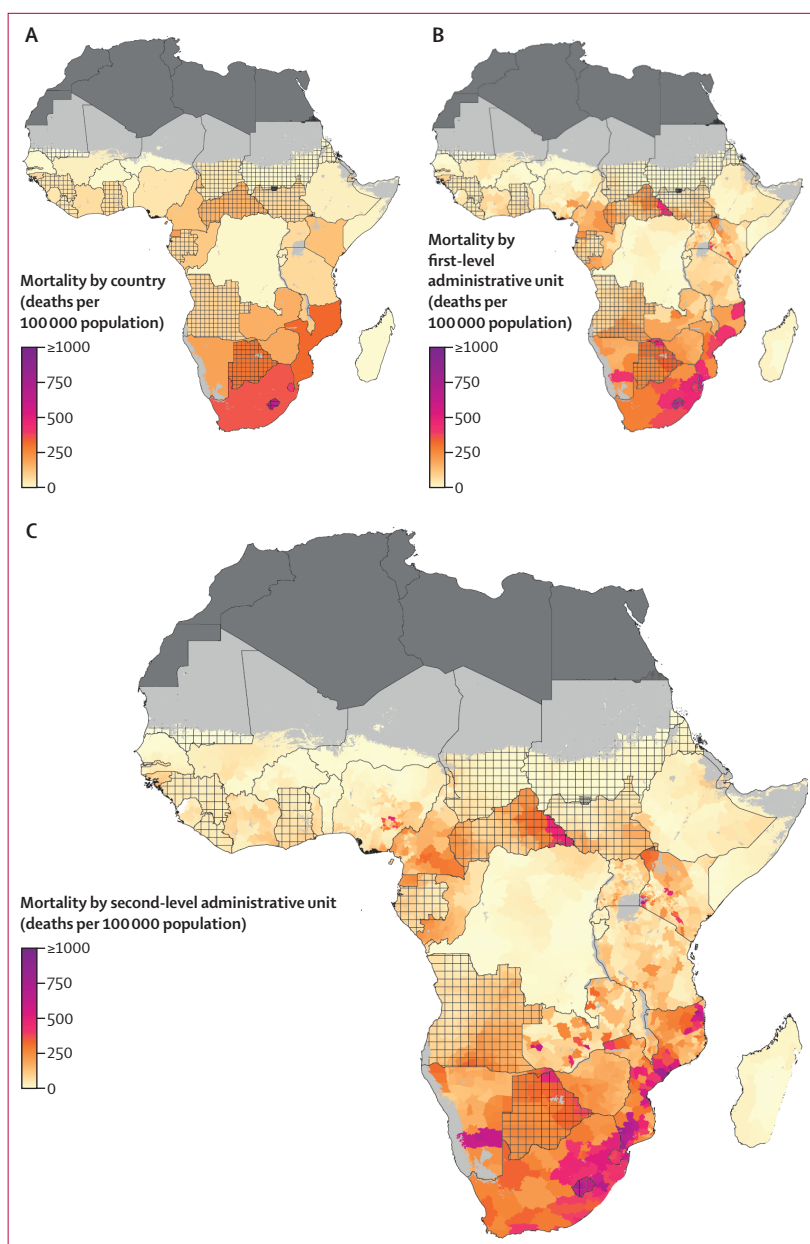 A
B
Mortality by country
(deaths per
100 000 population)
≥1000
750
500
250
0
Mortality by
first-level
administrative unit
(deaths per
100 000 population)
≥1000
750
500
250
0
C
Mortality by second-level administrative unit
(deaths per 100 000 population)
≥1000
750
500
250
0